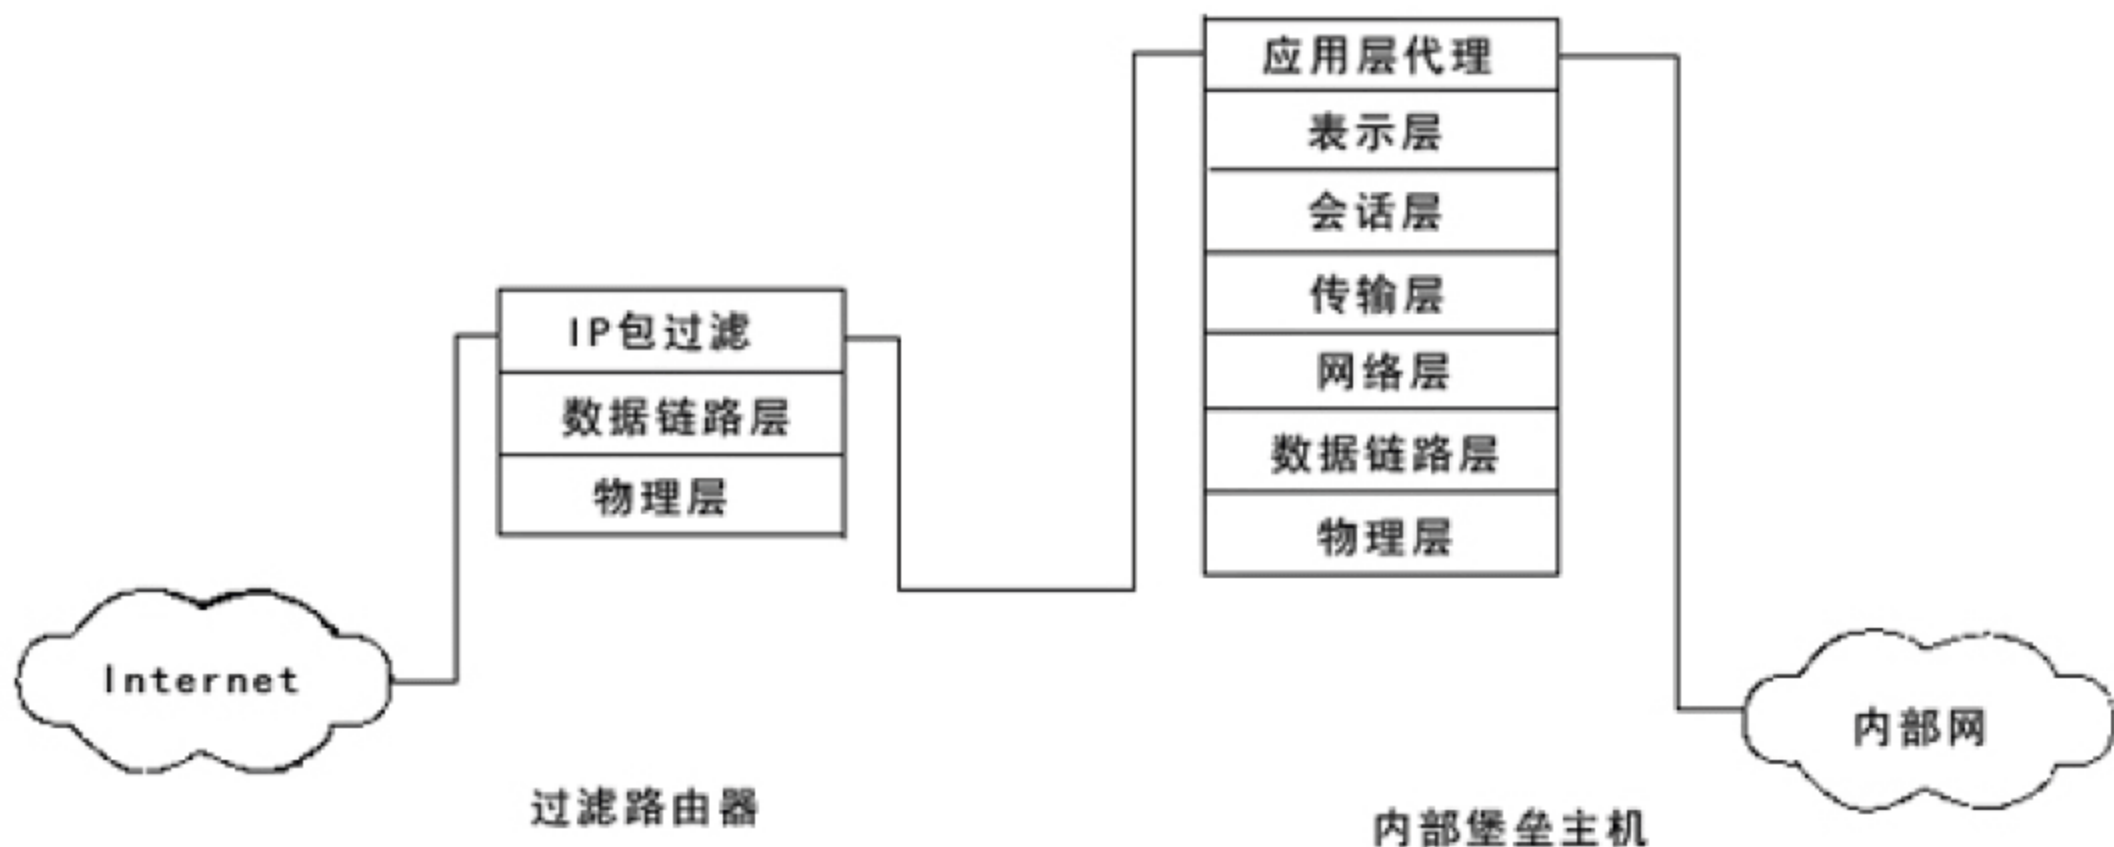 应用层代理
表示层
会话层
传输层
网络层
数据链路层
物理层
IP包过滤
数据链路层
物理层
Internet
内部网
过滤路由器
内部堡垒主机